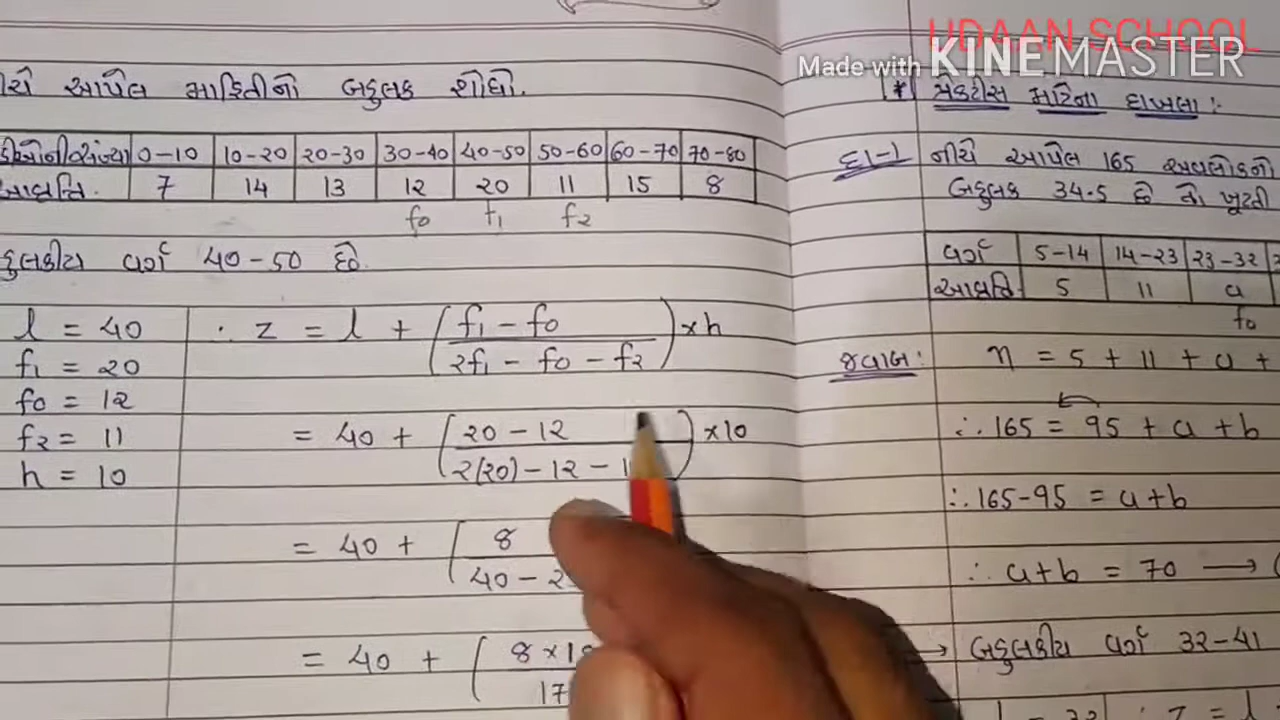 UDAAN SCHOOL
Made with KINEMASTER
આપેલ માહિતીનો બહુલક શોધો.
0-10 10-20 20-30 30-40 40-50 50-60 60-70 70-80
7 14 13 12 20 11 15 8
f0 f1 f2
વર્ગ 40-50 છે.
l = 40
f1 = 20
f0 = 12
f2 = 11
h = 10
∴ z = l + (f1 - f0 / 2f1 - f0 - f2) × h
= 40 + (20 - 12 / 2(20) - 12 - 1) × 10
= 40 + (8 / 40 - 2
= 40 + (8 × 1 / 17
* પ્રેક્ટીસ માટેના દાખલા :
દા-1 નીચે આપેલ 165 અવલોકનો
બહુલક 34.5 છે તો ખૂટતી
વર્ગ 5-14 14-23 23-32
આવૃત્તિ 5 11 a
f0
જવાબ: n = 5 + 11 + a +
∴ 165 = 95 + a + b
∴ 165-95 = a+b
∴ a+b = 70 →
→ બહુલકીય વર્ગ 32-41